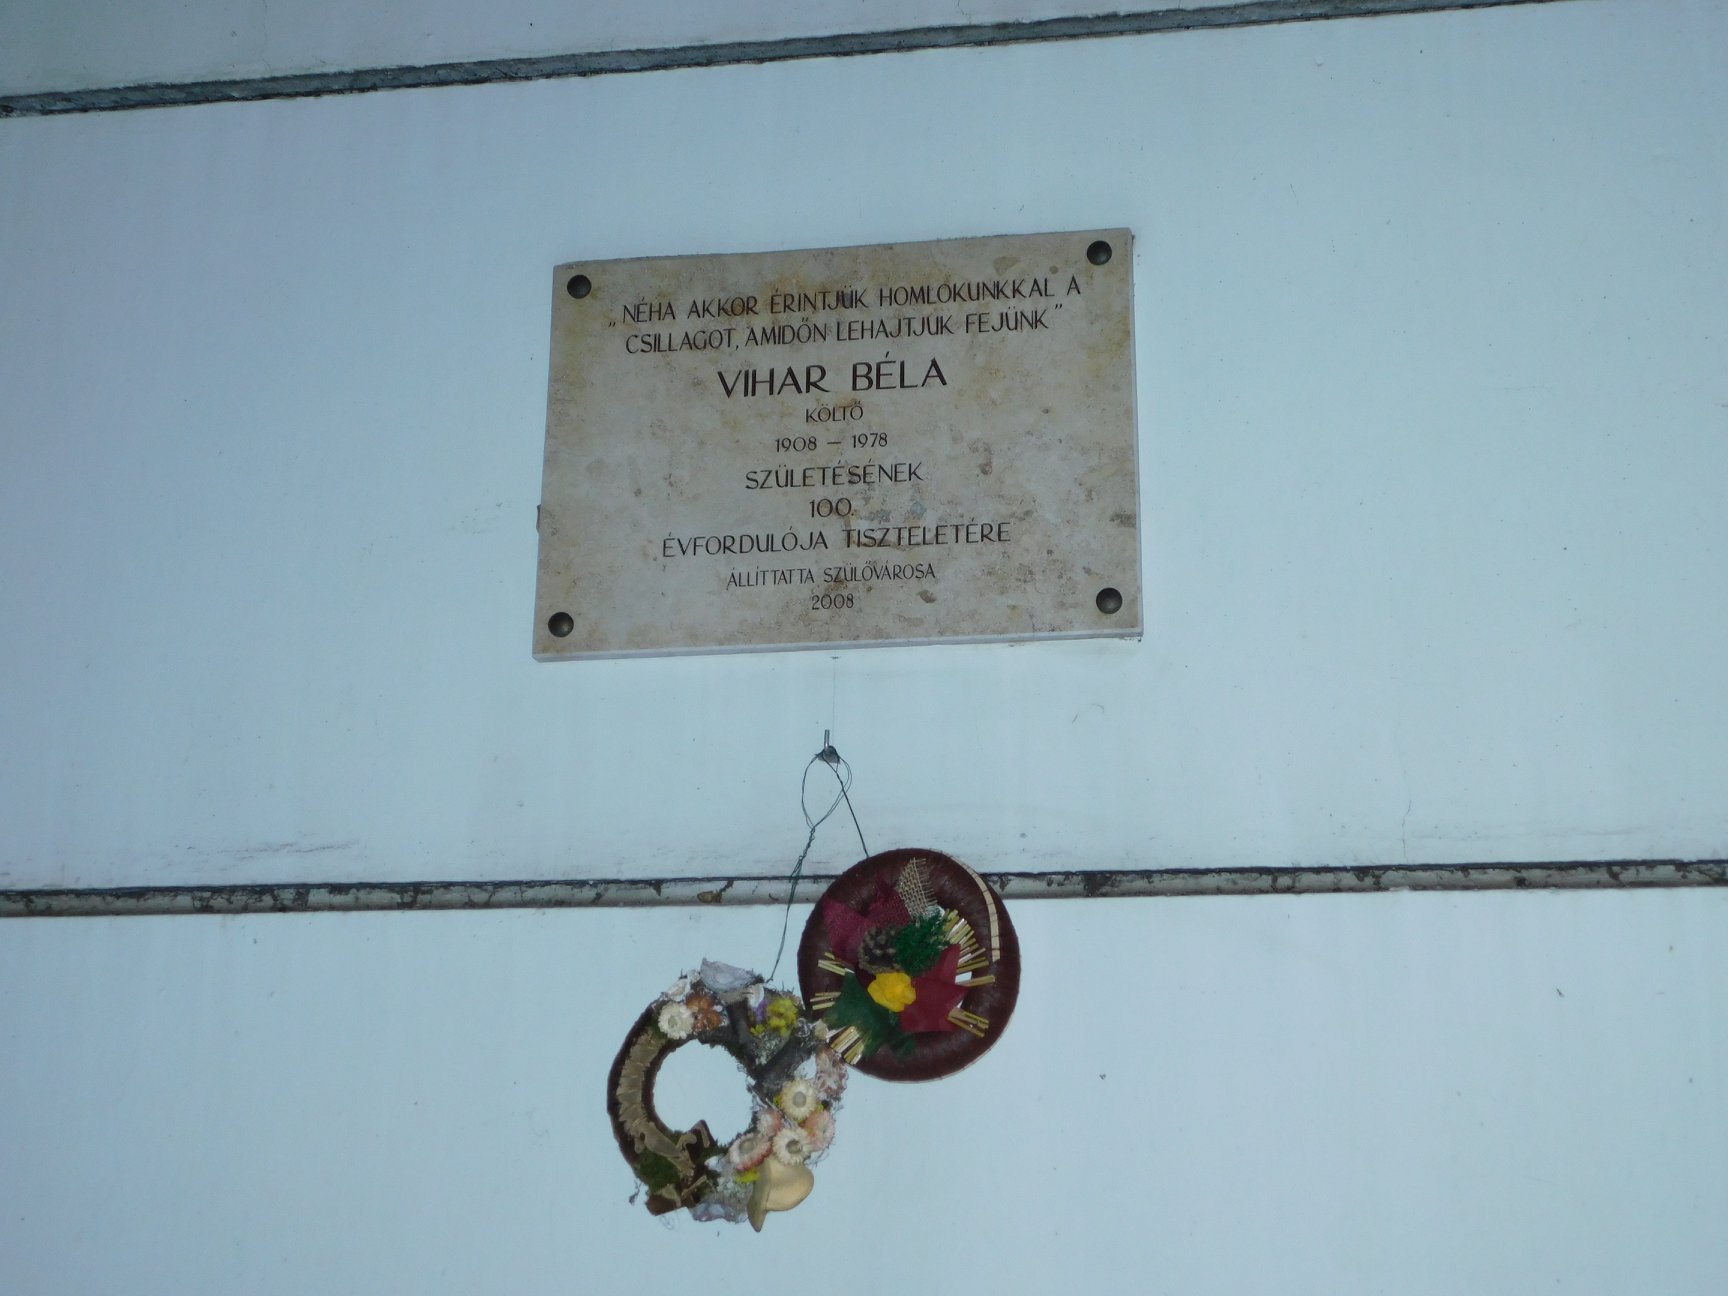 „NÉHA AKKOR ÉRINTJÜK HOMLOKUNKKAL A
CSILLAGOT, AMIDŐN LEHAJTJUK FEJÜNK”
VIHAR BÉLA
KÖLTŐ
1908 – 1978
SZÜLETÉSÉNEK
100.
ÉVFORDULÓJA TISZTELETÉRE
ÁLLÍTTATTA SZÜLŐVÁROSA
2008